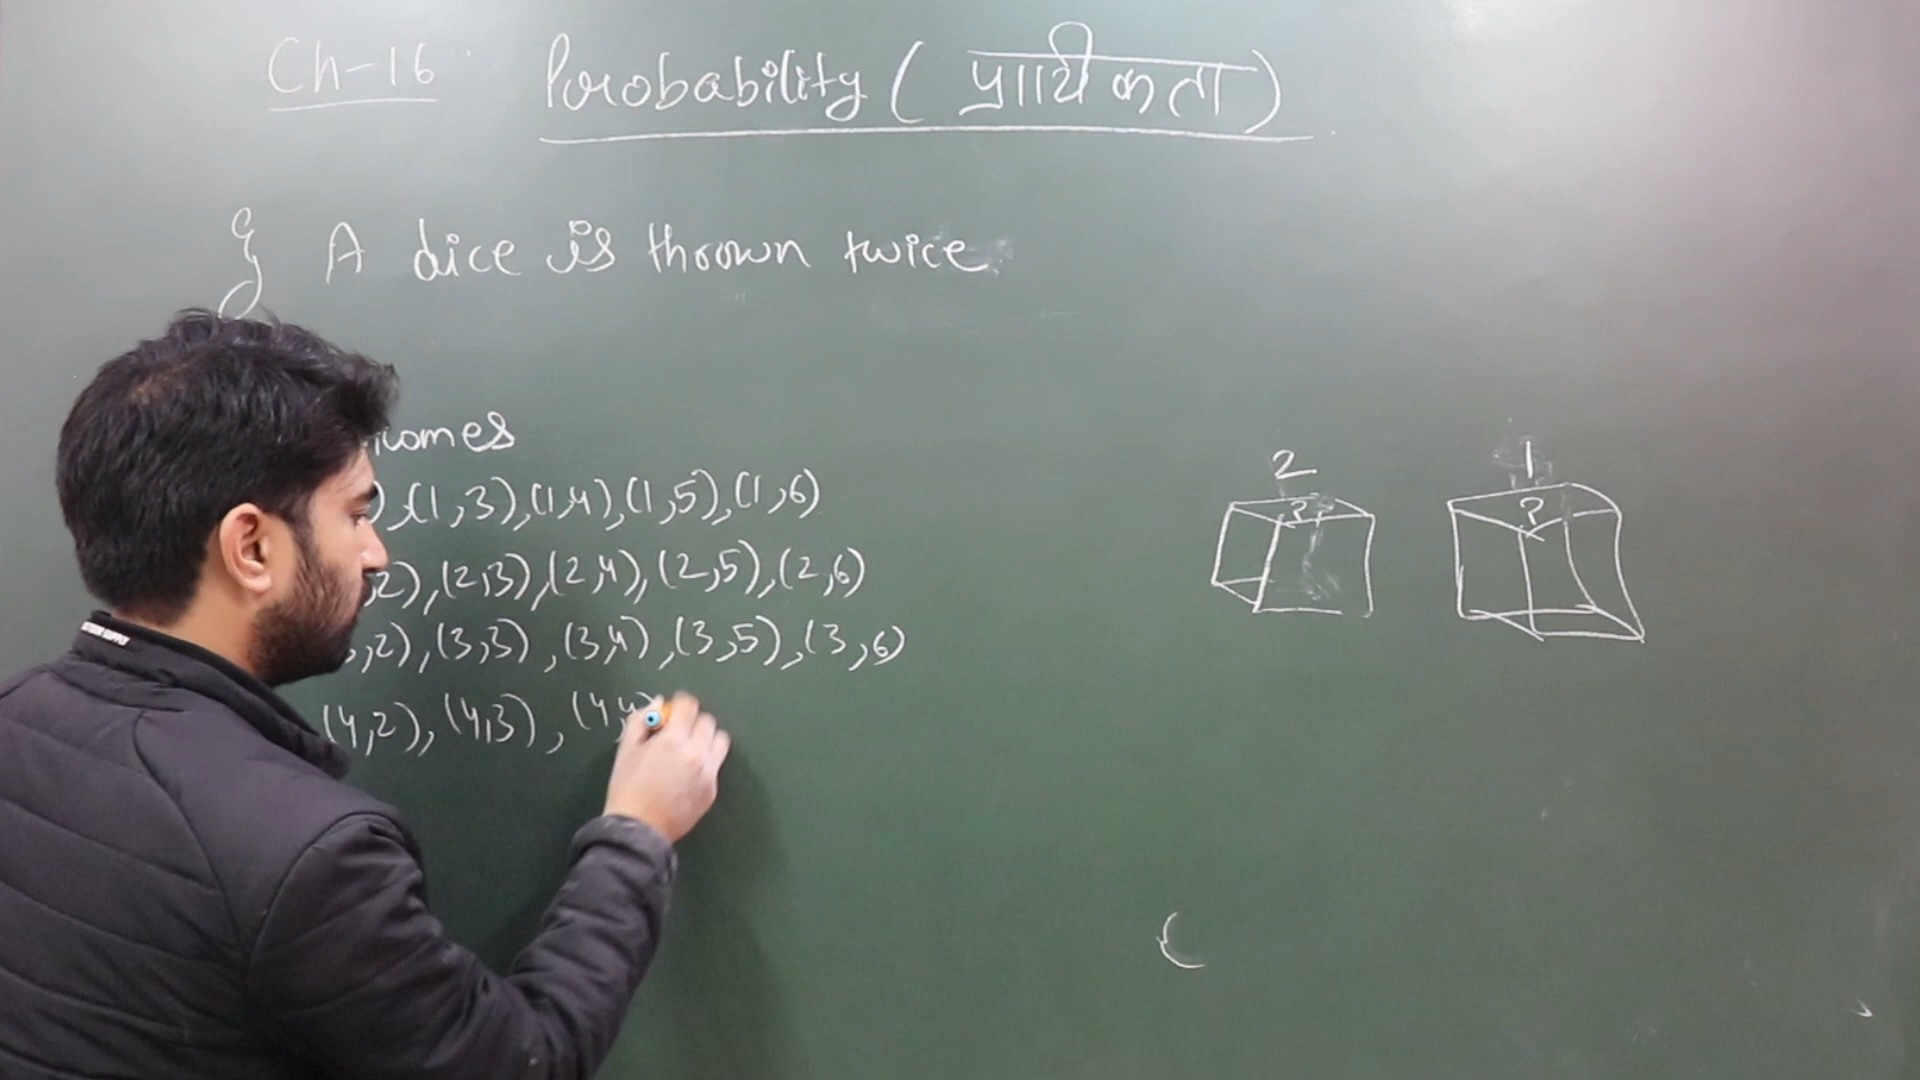 Ch-16 Probability ( प्रायिकता )
A dice is thrown twice.
comes
),(1,3),(1,4),(1,5),(1,6)
2),(2,3),(2,4),(2,5),(2,6)
,2),(3,3),(3,4),(3,5),(3,6)
(4,2),(4,3),(4,4)
2 1
? ?